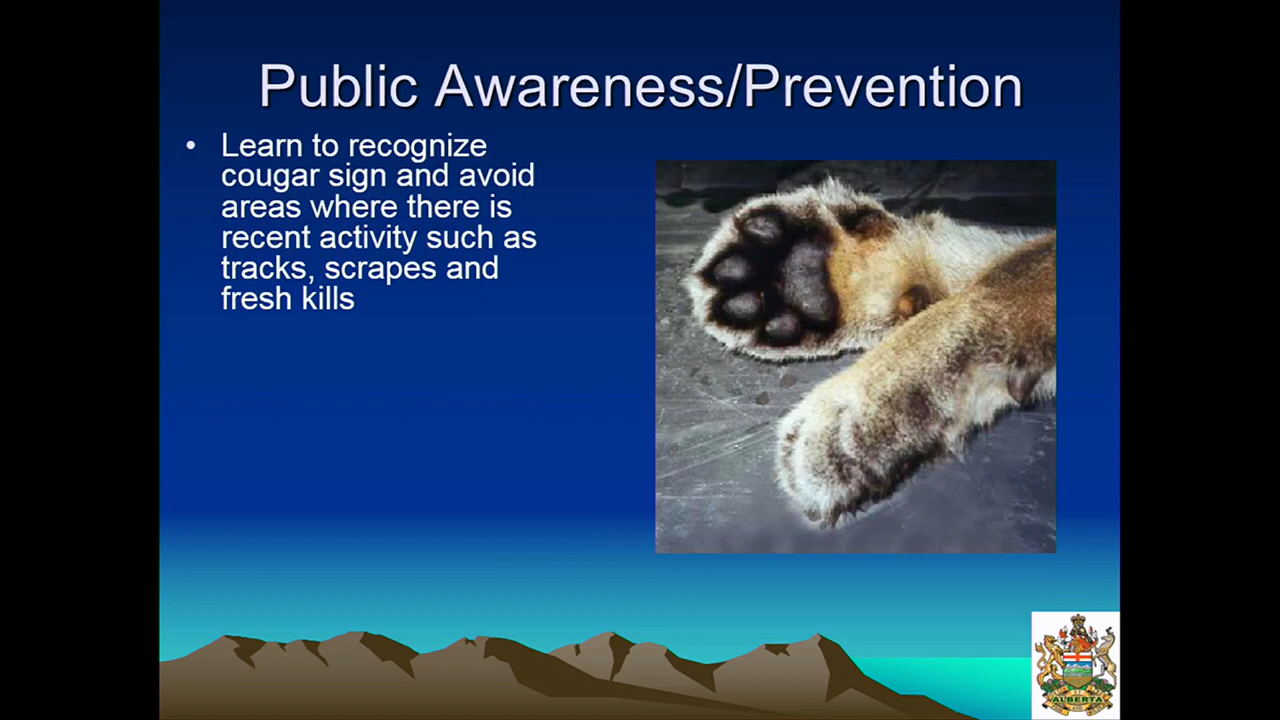 Public Awareness/Prevention
• Learn to recognize
cougar sign and avoid
areas where there is
recent activity such as
tracks, scrapes and
fresh kills
ALBERTA